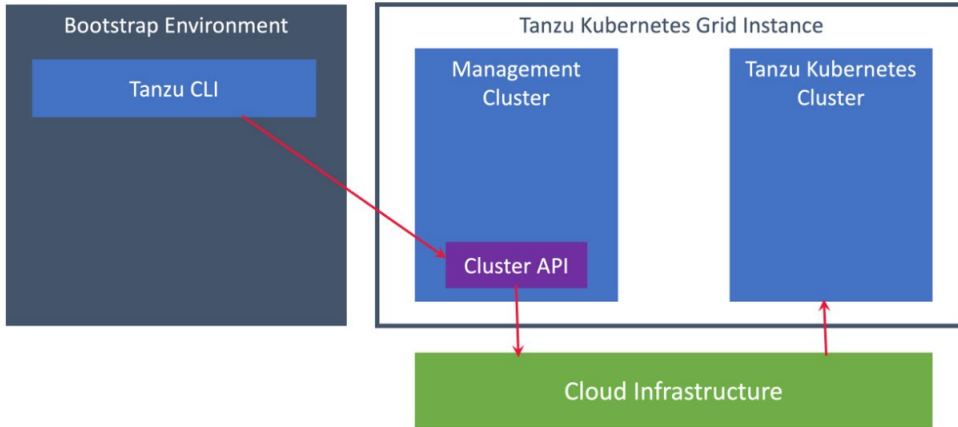 Bootstrap Environment
Tanzu CLI
Tanzu Kubernetes Grid Instance
Management
Cluster
Cluster API
Tanzu Kubernetes
Cluster
Cloud Infrastructure